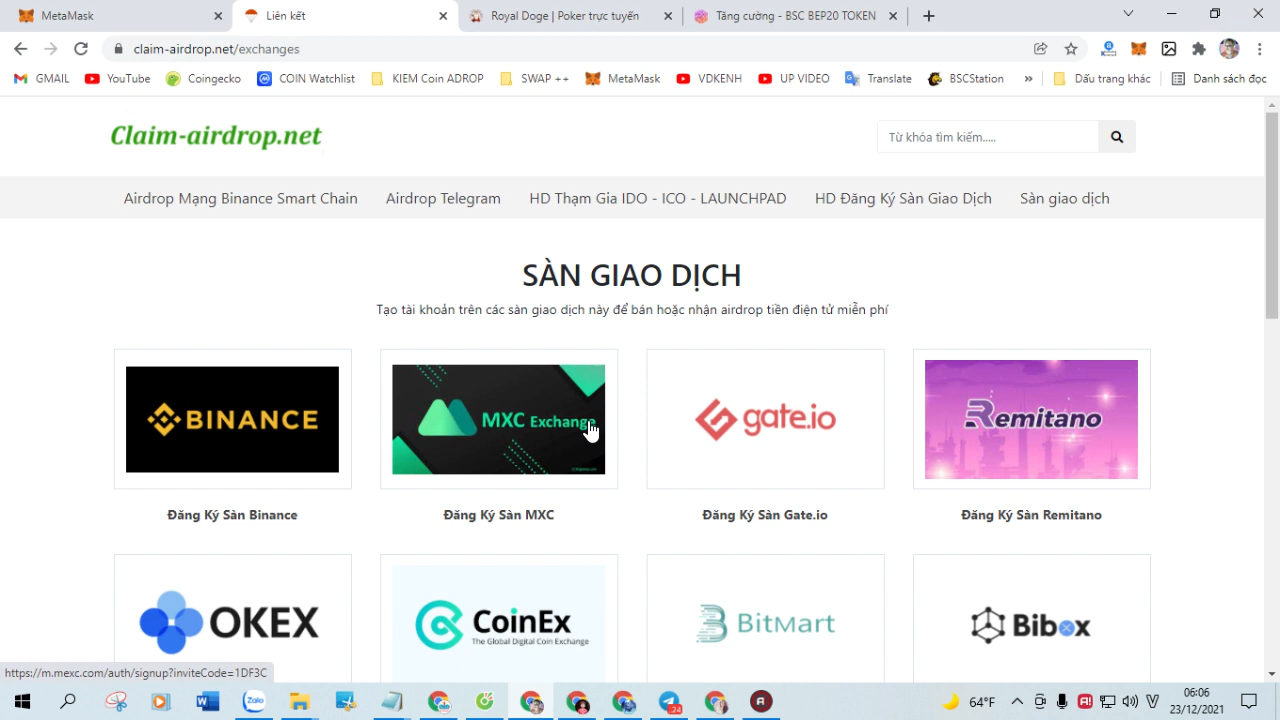 MetaMask
Liên kết
Royal Doge | Poker trực tuyến
Tăng cường - BSC BEP20 TOKEN
claim-airdrop.net/exchanges
GMAIL YouTube Coingecko COIN Watchlist KIEM Coin ADROP SWAP ++ MetaMask VDKENH UP VIDEO Translate BSCStation » Dấu trang khác Danh sách đọc
Claim-airdrop.net
Từ khóa tìm kiếm.....
Airdrop Mạng Binance Smart Chain Airdrop Telegram HD Thạm Gia IDO - ICO - LAUNCHPAD HD Đăng Ký Sàn Giao Dịch Sàn giao dịch
SÀN GIAO DỊCH
Tạo tài khoản trên các sàn giao dịch này để bán hoặc nhận airdrop tiền điện tử miễn phí
BINANCE
MXC Exchange
gate.io
Remitano
Đăng Ký Sàn Binance
Đăng Ký Sàn MXC
Đăng Ký Sàn Gate.io
Đăng Ký Sàn Remitano
OKEX
CoinEx
The Global Digital Coin Exchange
BitMart
Bibox
https://m.mexc.com/auth/signup?inviteCode=1DF3C
Zalo
24
64°F
06:06
23/12/2021